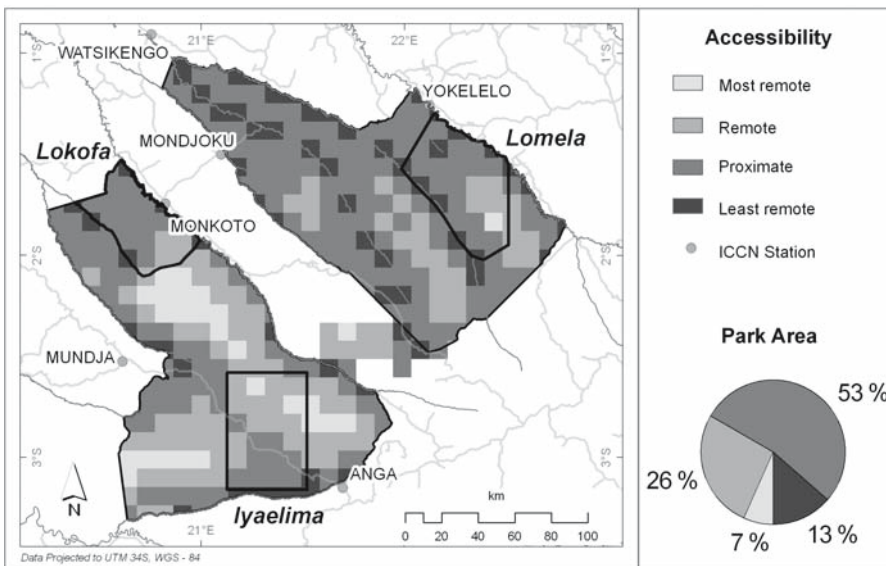 21°E
22°E
1°S
1°S
WATSIKENGO
YOKELELO
MONDJOKU
Lomela
Lokofa
MONKOTO
2°S
2°S
MUNDJA
3°S
3°S
ANGA
N
Iyaelima
21°E
km
0 10 20 40 60 80 100
Data Projected to UTM 34S, WGS - 84
Accessibility
Most remote
Remote
Proximate
Least remote
ICCN Station
Park Area
53 %
26 %
7 %
13 %